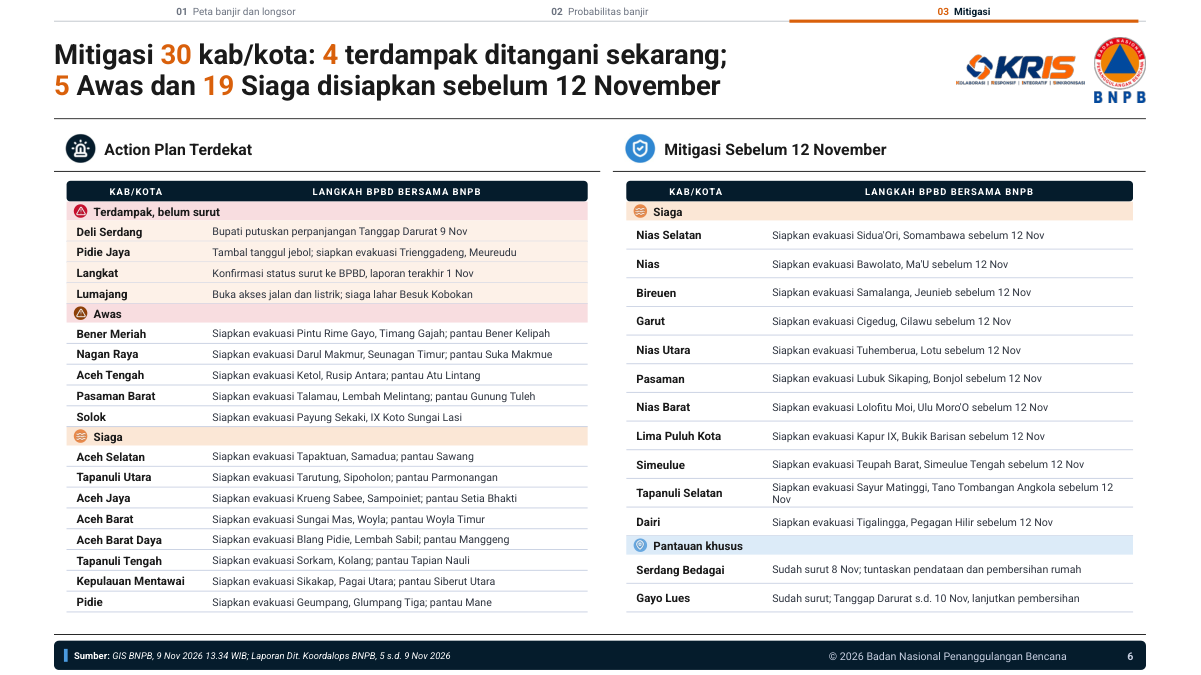 01 Peta banjir dan longsor
02 Probabilitas banjir
03 Mitigasi
Mitigasi 30 kab/kota: 4 terdampak ditangani sekarang;
5 Awas dan 19 Siaga disiapkan sebelum 12 November
KRIS
KOLABORASI | RESPONSIF | INTEGRATIF | SINKRONISASI
BADAN NASIONAL
PENANGGULANGAN BENCANA
BNPB
Action Plan Terdekat
KAB/KOTA LANGKAH BPBD BERSAMA BNPB
Terdampak, belum surut
Deli Serdang Bupati putuskan perpanjangan Tanggap Darurat 9 Nov
Pidie Jaya Tambal tanggul jebol; siapkan evakuasi Trienggadeng, Meureudu
Langkat Konfirmasi status surut ke BPBD, laporan terakhir 1 Nov
Lumajang Buka akses jalan dan listrik; siaga lahar Besuk Kobokan
Awas
Bener Meriah Siapkan evakuasi Pintu Rime Gayo, Timang Gajah; pantau Bener Kelipah
Nagan Raya Siapkan evakuasi Darul Makmur, Seunagan Timur; pantau Suka Makmue
Aceh Tengah Siapkan evakuasi Ketol, Rusip Antara; pantau Atu Lintang
Pasaman Barat Siapkan evakuasi Talamau, Lembah Melintang; pantau Gunung Tuleh
Solok Siapkan evakuasi Payung Sekaki, IX Koto Sungai Lasi
Siaga
Aceh Selatan Siapkan evakuasi Tapaktuan, Samadua; pantau Sawang
Tapanuli Utara Siapkan evakuasi Tarutung, Sipoholon; pantau Parmonangan
Aceh Jaya Siapkan evakuasi Krueng Sabee, Sampoiniet; pantau Setia Bhakti
Aceh Barat Siapkan evakuasi Sungai Mas, Woyla; pantau Woyla Timur
Aceh Barat Daya Siapkan evakuasi Blang Pidie, Lembah Sabil; pantau Manggeng
Tapanuli Tengah Siapkan evakuasi Sorkam, Kolang; pantau Tapian Nauli
Kepulauan Mentawai Siapkan evakuasi Sikakap, Pagai Utara; pantau Siberut Utara
Pidie Siapkan evakuasi Geumpang, Glumpang Tiga; pantau Mane
Mitigasi Sebelum 12 November
KAB/KOTA LANGKAH BPBD BERSAMA BNPB
Siaga
Nias Selatan Siapkan evakuasi Sidua'Ori, Somambawa sebelum 12 Nov
Nias Siapkan evakuasi Bawolato, Ma'U sebelum 12 Nov
Bireuen Siapkan evakuasi Samalanga, Jeunieb sebelum 12 Nov
Garut Siapkan evakuasi Cigedug, Cilawu sebelum 12 Nov
Nias Utara Siapkan evakuasi Tuhemberua, Lotu sebelum 12 Nov
Pasaman Siapkan evakuasi Lubuk Sikaping, Bonjol sebelum 12 Nov
Nias Barat Siapkan evakuasi Lolofitu Moi, Ulu Moro'O sebelum 12 Nov
Lima Puluh Kota Siapkan evakuasi Kapur IX, Bukik Barisan sebelum 12 Nov
Simeulue Siapkan evakuasi Teupah Barat, Simeulue Tengah sebelum 12 Nov
Tapanuli Selatan Siapkan evakuasi Sayur Matinggi, Tano Tombangan Angkola sebelum 12
Nov
Dairi Siapkan evakuasi Tigalingga, Pegagan Hilir sebelum 12 Nov
Pantauan khusus
Serdang Bedagai Sudah surut 8 Nov; tuntaskan pendataan dan pembersihan rumah
Gayo Lues Sudah surut; Tanggap Darurat s.d. 10 Nov, lanjutkan pembersihan
Sumber: GIS BNPB, 9 Nov 2026 13.34 WIB; Laporan Dit. Koordalops BNPB, 5 s.d. 9 Nov 2026
© 2026 Badan Nasional Penanggulangan Bencana
6